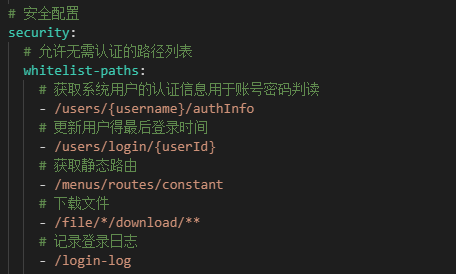 # 安全配置
security:
# 允许无需认证的路径列表
whitelist-paths:
# 获取系统用户的认证信息用于账号密码判读
- /users/{username}/authInfo
# 更新用户得最后登录时间
- /users/login/{userId}
# 获取静态路由
- /menus/routes/constant
# 下载文件
- /file/*/download/**
# 记录登录日志
- /login-log